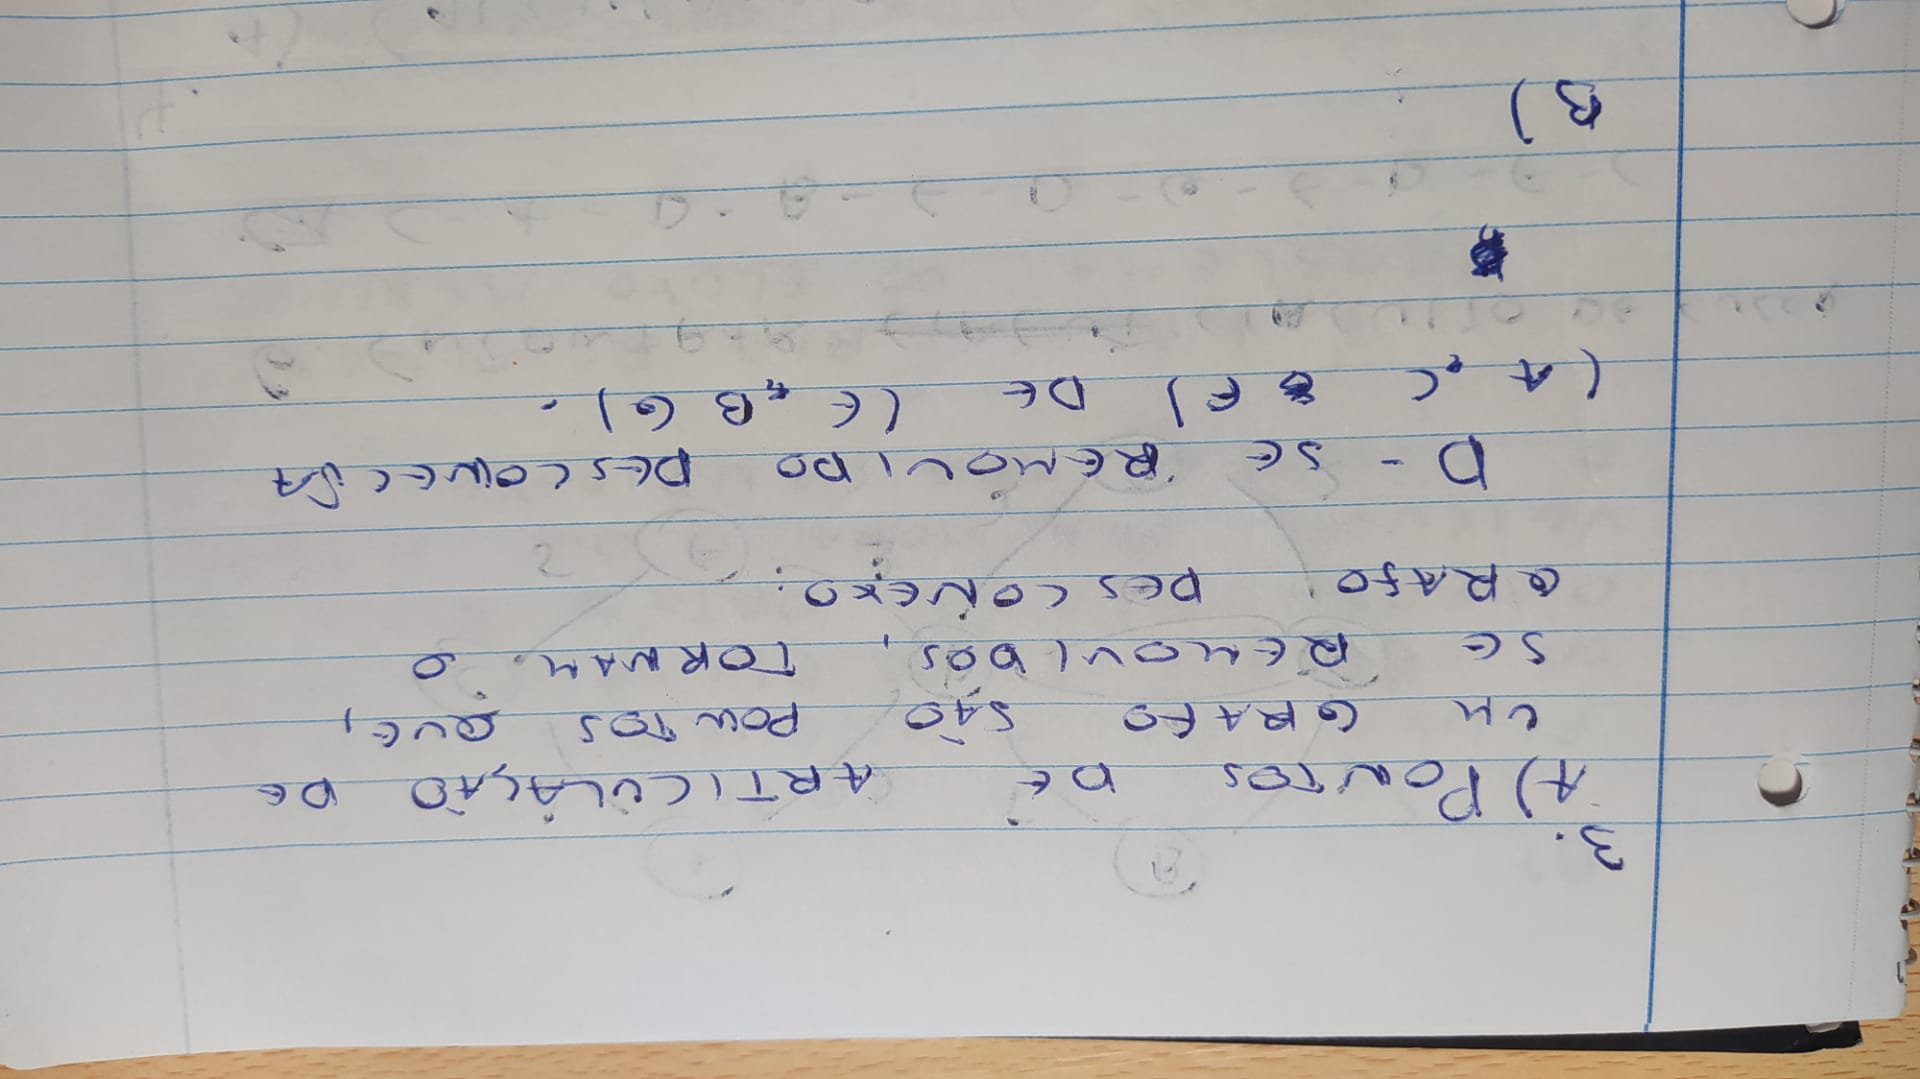 3.
A) PONTOS DE ARTICULAÇÃO DE
UM GRAFO SÃO PONTOS QUE,
SE REMOVIDOS, TORNAM O
GRAFO DESCONEXO.
D - SE REMOVIDO DESCONECTA
(A, C F) DE (E, B G).
B)